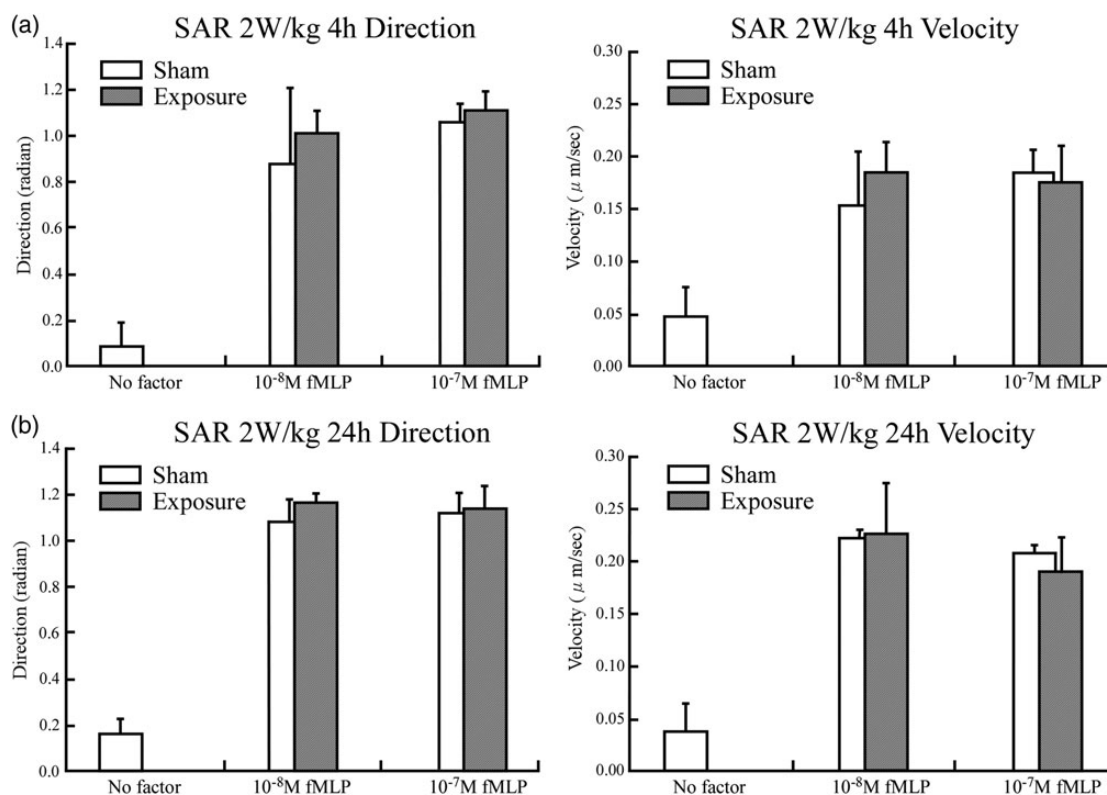 (a)
SAR 2W/kg 4h Direction
Sham
Exposure
Direction (radian)
1.4
1.2
1.0
0.8
0.6
0.4
0.2
0.0
No factor
10⁻⁸M fMLP
10⁻⁷M fMLP
SAR 2W/kg 4h Velocity
Sham
Exposure
Velocity ( μ m/sec)
0.30
0.25
0.20
0.15
0.10
0.05
0.00
No factor
10⁻⁸M fMLP
10⁻⁷M fMLP
(b)
SAR 2W/kg 24h Direction
Sham
Exposure
Direction (radian)
1.4
1.2
1.0
0.8
0.6
0.4
0.2
0.0
No factor
10⁻⁸M fMLP
10⁻⁷M fMLP
SAR 2W/kg 24h Velocity
Sham
Exposure
Velocity ( μ m/sec)
0.30
0.25
0.20
0.15
0.10
0.05
0.00
No factor
10⁻⁸M fMLP
10⁻⁷M fMLP